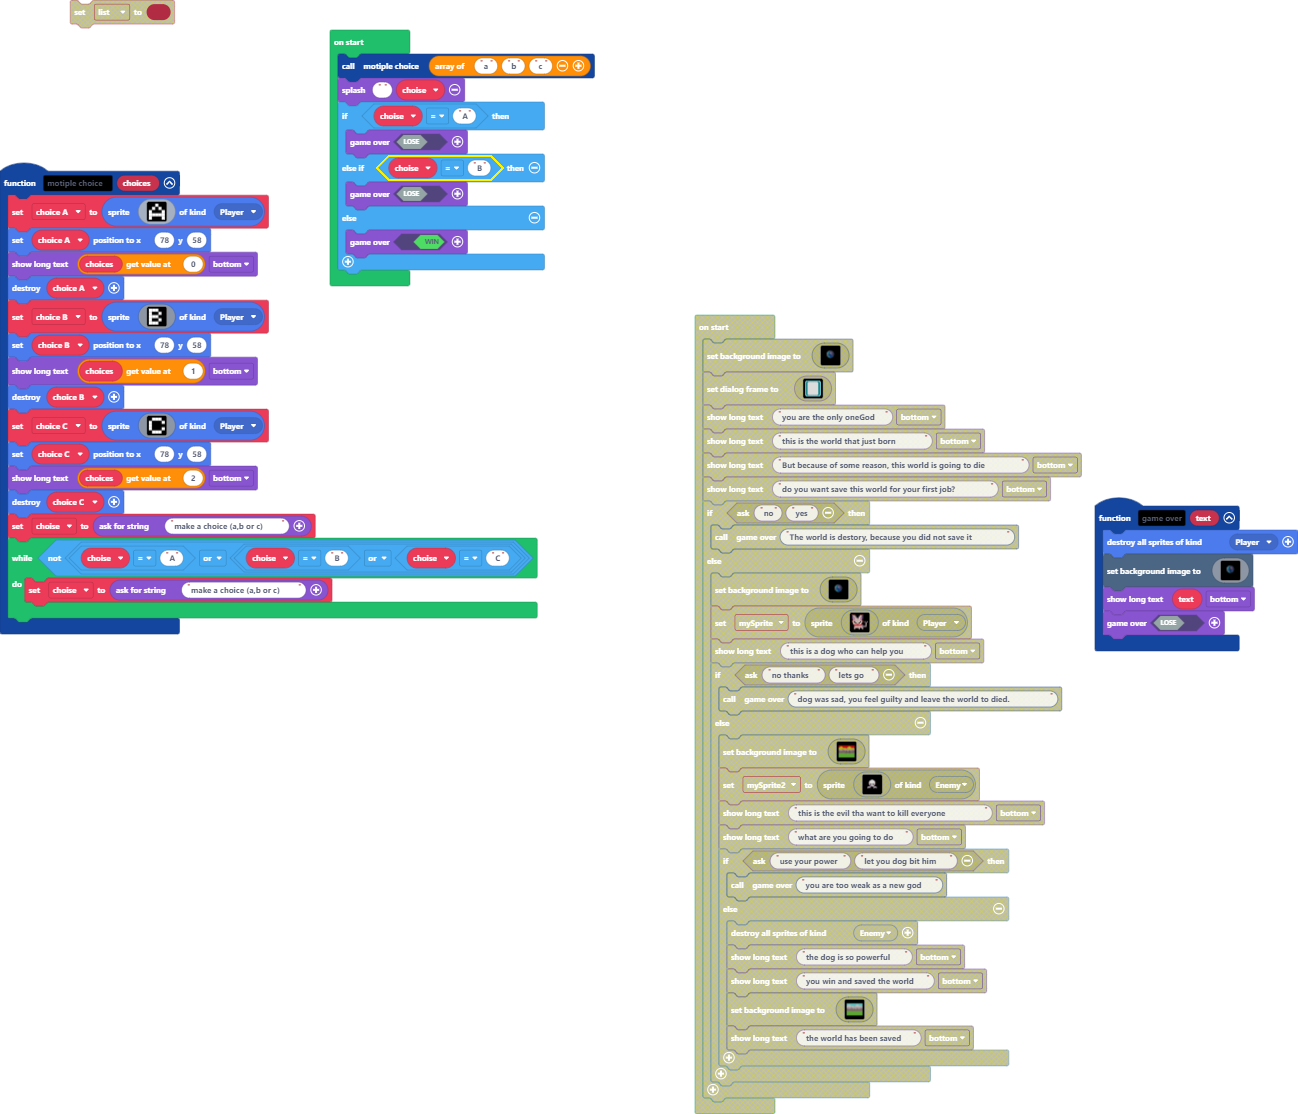 set list to
on start
call motiple choice array of "a" "b" "c"
splash " " choise
if choise = "A" then
game over LOSE
else if choise = "B" then
game over LOSE
else
game over WIN
function motiple choice choices
set choice A to sprite A of kind Player
set choice A position to x 78 y 58
show long text choices get value at 0 bottom
destroy choice A
set choice B to sprite B of kind Player
set choice B position to x 78 y 58
show long text choices get value at 1 bottom
destroy choice B
set choice C to sprite C of kind Player
set choice C position to x 78 y 58
show long text choices get value at 2 bottom
destroy choice C
set choise to ask for string "make a choice (a,b or c)"
while not choise = "A" or choise = "B" or choise = "C"
do set choise to ask for string "make a choice (a,b or c)"
on start
set background image to
set dialog frame to
show long text "you are the only oneGod" bottom
show long text "this is the world that just born" bottom
show long text "But because of some reason, this world is going to die" bottom
show long text "do you want save this world for your first job?" bottom
if ask "no" "yes" then
call game over "The world is destory, because you did not save it"
else
set background image to
set mySprite to sprite of kind Player
show long text "this is a dog who can help you" bottom
if ask "no thanks" "lets go" then
call game over "dog was sad, you feel guilty and leave the world to died."
else
set background image to
set mySprite2 to sprite of kind Enemy
show long text "this is the evil tha want to kill everyone" bottom
show long text "what are you going to do" bottom
if ask "use your power" "let you dog bit him" then
call game over "you are too weak as a new god"
else
destroy all sprites of kind Enemy
show long text "the dog is so powerful" bottom
show long text "you win and saved the world" bottom
set background image to
show long text "the world has been saved" bottom
function game over text
destroy all sprites of kind Player
set background image to
show long text text bottom
game over LOSE